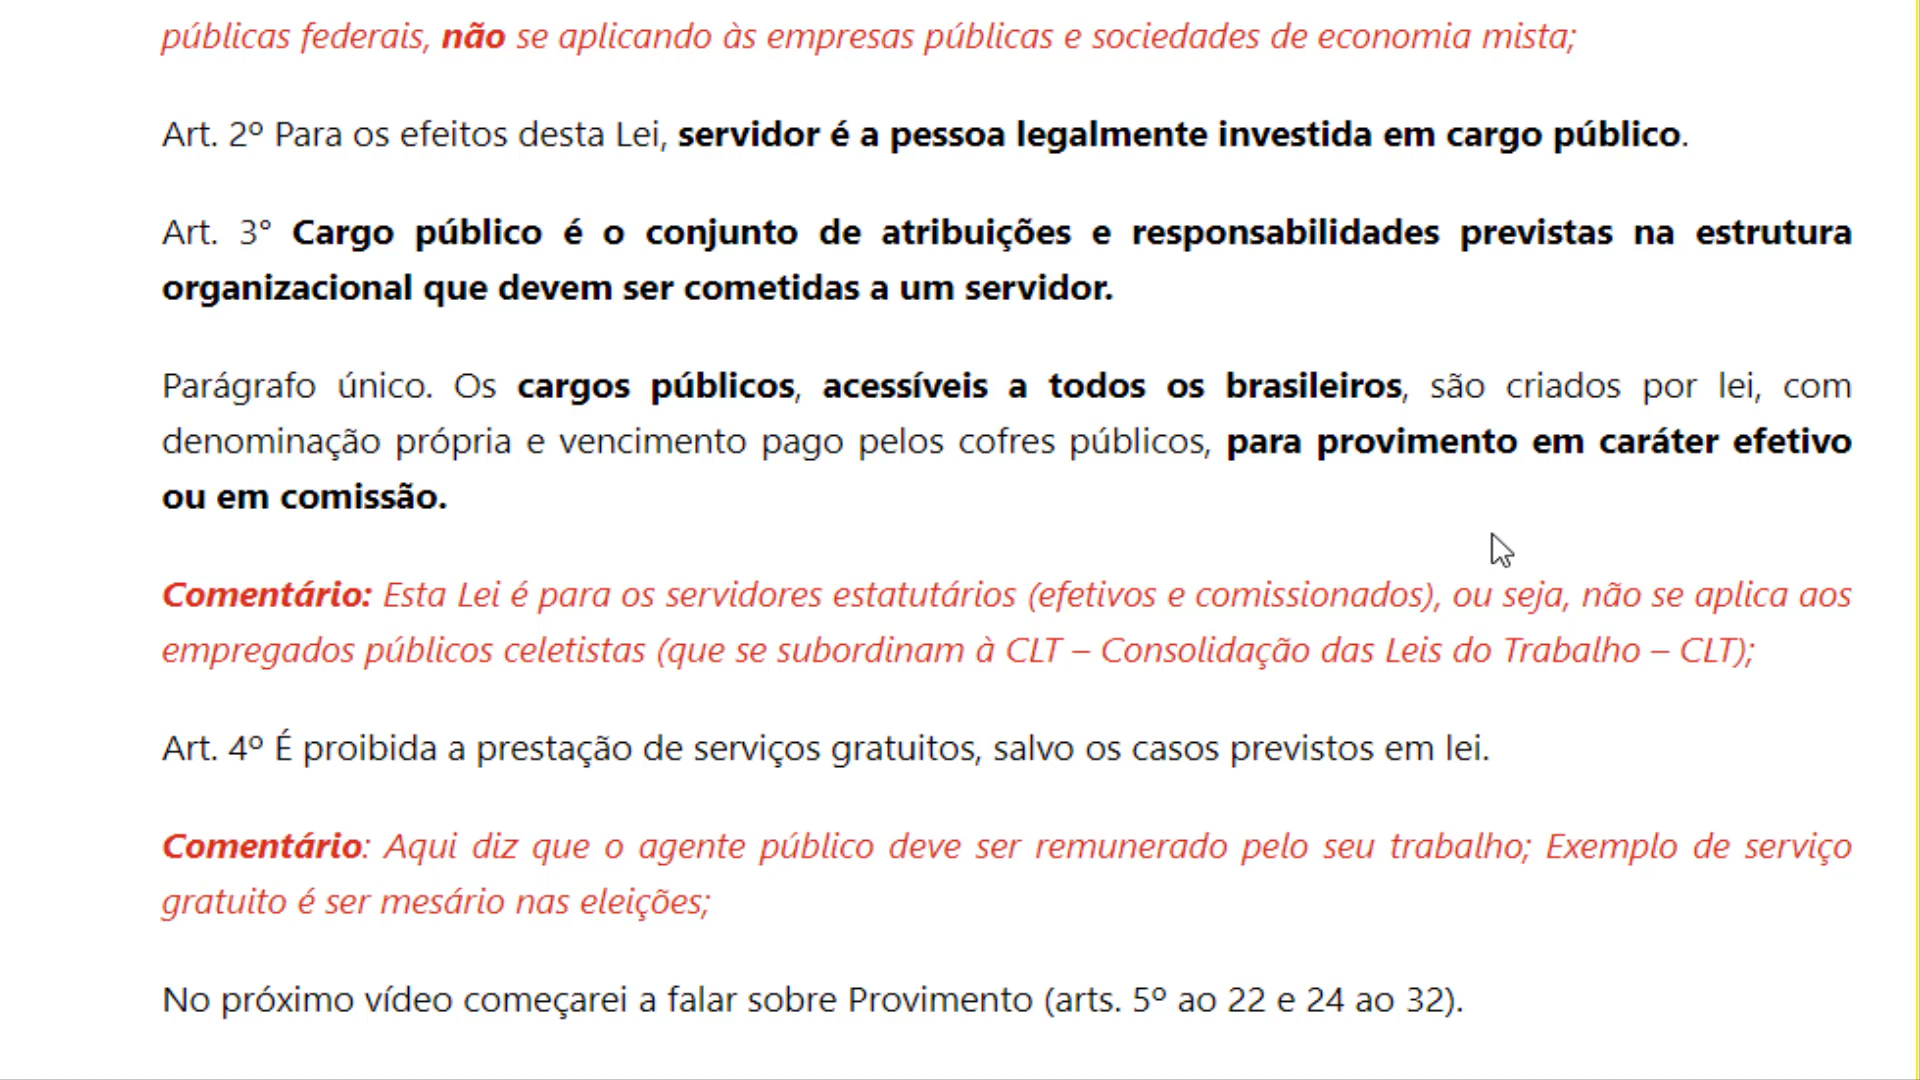 públicas federais, não se aplicando às empresas públicas e sociedades de economia mista;
Art. 2º Para os efeitos desta Lei, servidor é a pessoa legalmente investida em cargo público.
Art. 3° Cargo público é o conjunto de atribuições e responsabilidades previstas na estrutura
organizacional que devem ser cometidas a um servidor.
Parágrafo único. Os cargos públicos, acessíveis a todos os brasileiros, são criados por lei, com
denominação própria e vencimento pago pelos cofres públicos, para provimento em caráter efetivo
ou em comissão.
Comentário: Esta Lei é para os servidores estatutários (efetivos e comissionados), ou seja, não se aplica aos
empregados públicos celetistas (que se subordinam à CLT – Consolidação das Leis do Trabalho – CLT);
Art. 4º É proibida a prestação de serviços gratuitos, salvo os casos previstos em lei.
Comentário: Aqui diz que o agente público deve ser remunerado pelo seu trabalho; Exemplo de serviço
gratuito é ser mesário nas eleições;
No próximo vídeo começarei a falar sobre Provimento (arts. 5º ao 22 e 24 ao 32).